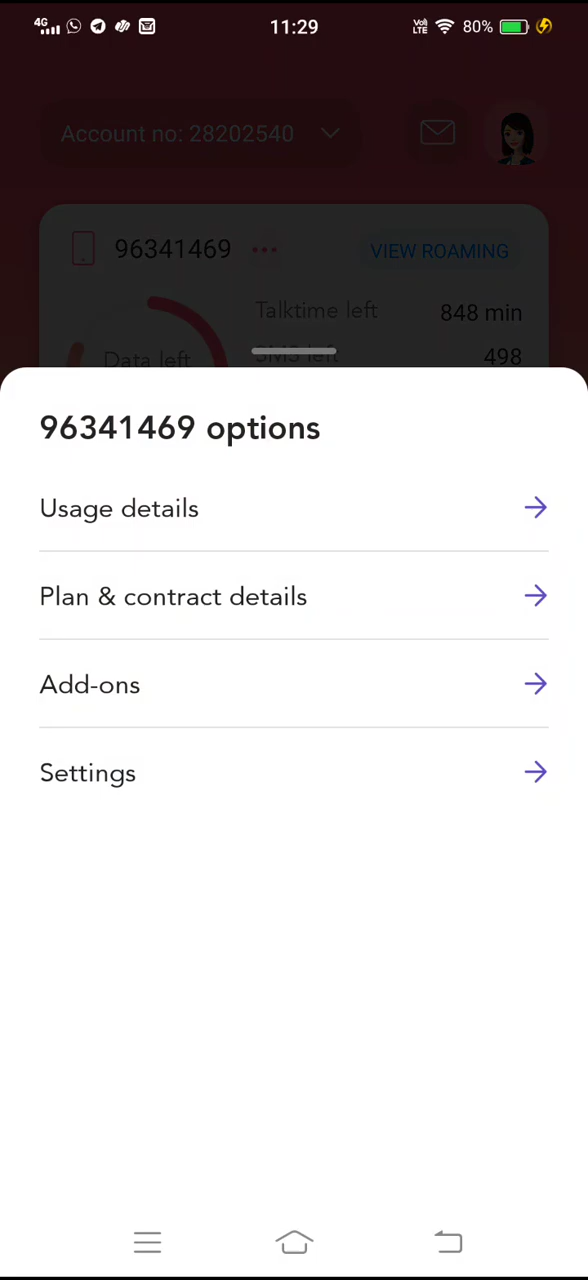 4G
11:29
Vo)
LTE
80%
Account no: 28202540
96341469
VIEW ROAMING
Talktime left
848 min
Data left
SMS left
498
96341469 options
Usage details
Plan & contract details
Add-ons
Settings